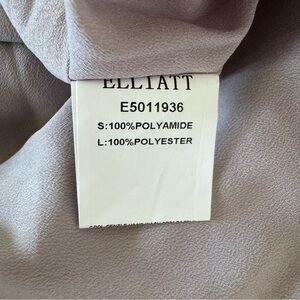 ELLIATT
E5011936
S:100%POLYAMIDE
L:100%POLYESTER